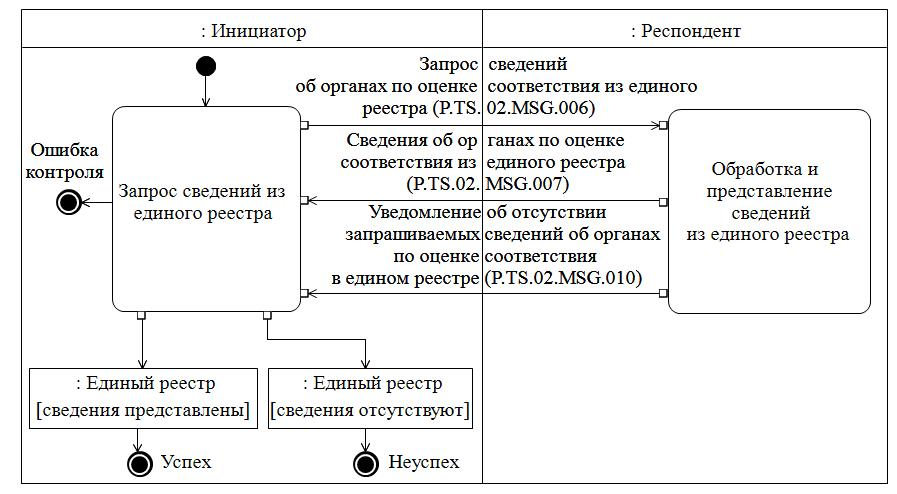 : Инициатор
: Респондент
Запрос сведений
об органах по оценке соответствия из единого
реестра (P.TS.02.MSG.006)
Сведения об органах по оценке
соответствия из единого реестра
(P.TS.02.MSG.007)
Уведомление об отсутствии
запрашиваемых сведений об органах
по оценке соответствия
в едином реестре (P.TS.02.MSG.010)
Ошибка
контроля
Запрос сведений из
единого реестра
Обработка и
представление
сведений
из единого реестра
: Единый реестр
[сведения представлены]
: Единый реестр
[сведения отсутствуют]
Успех
Неуспех